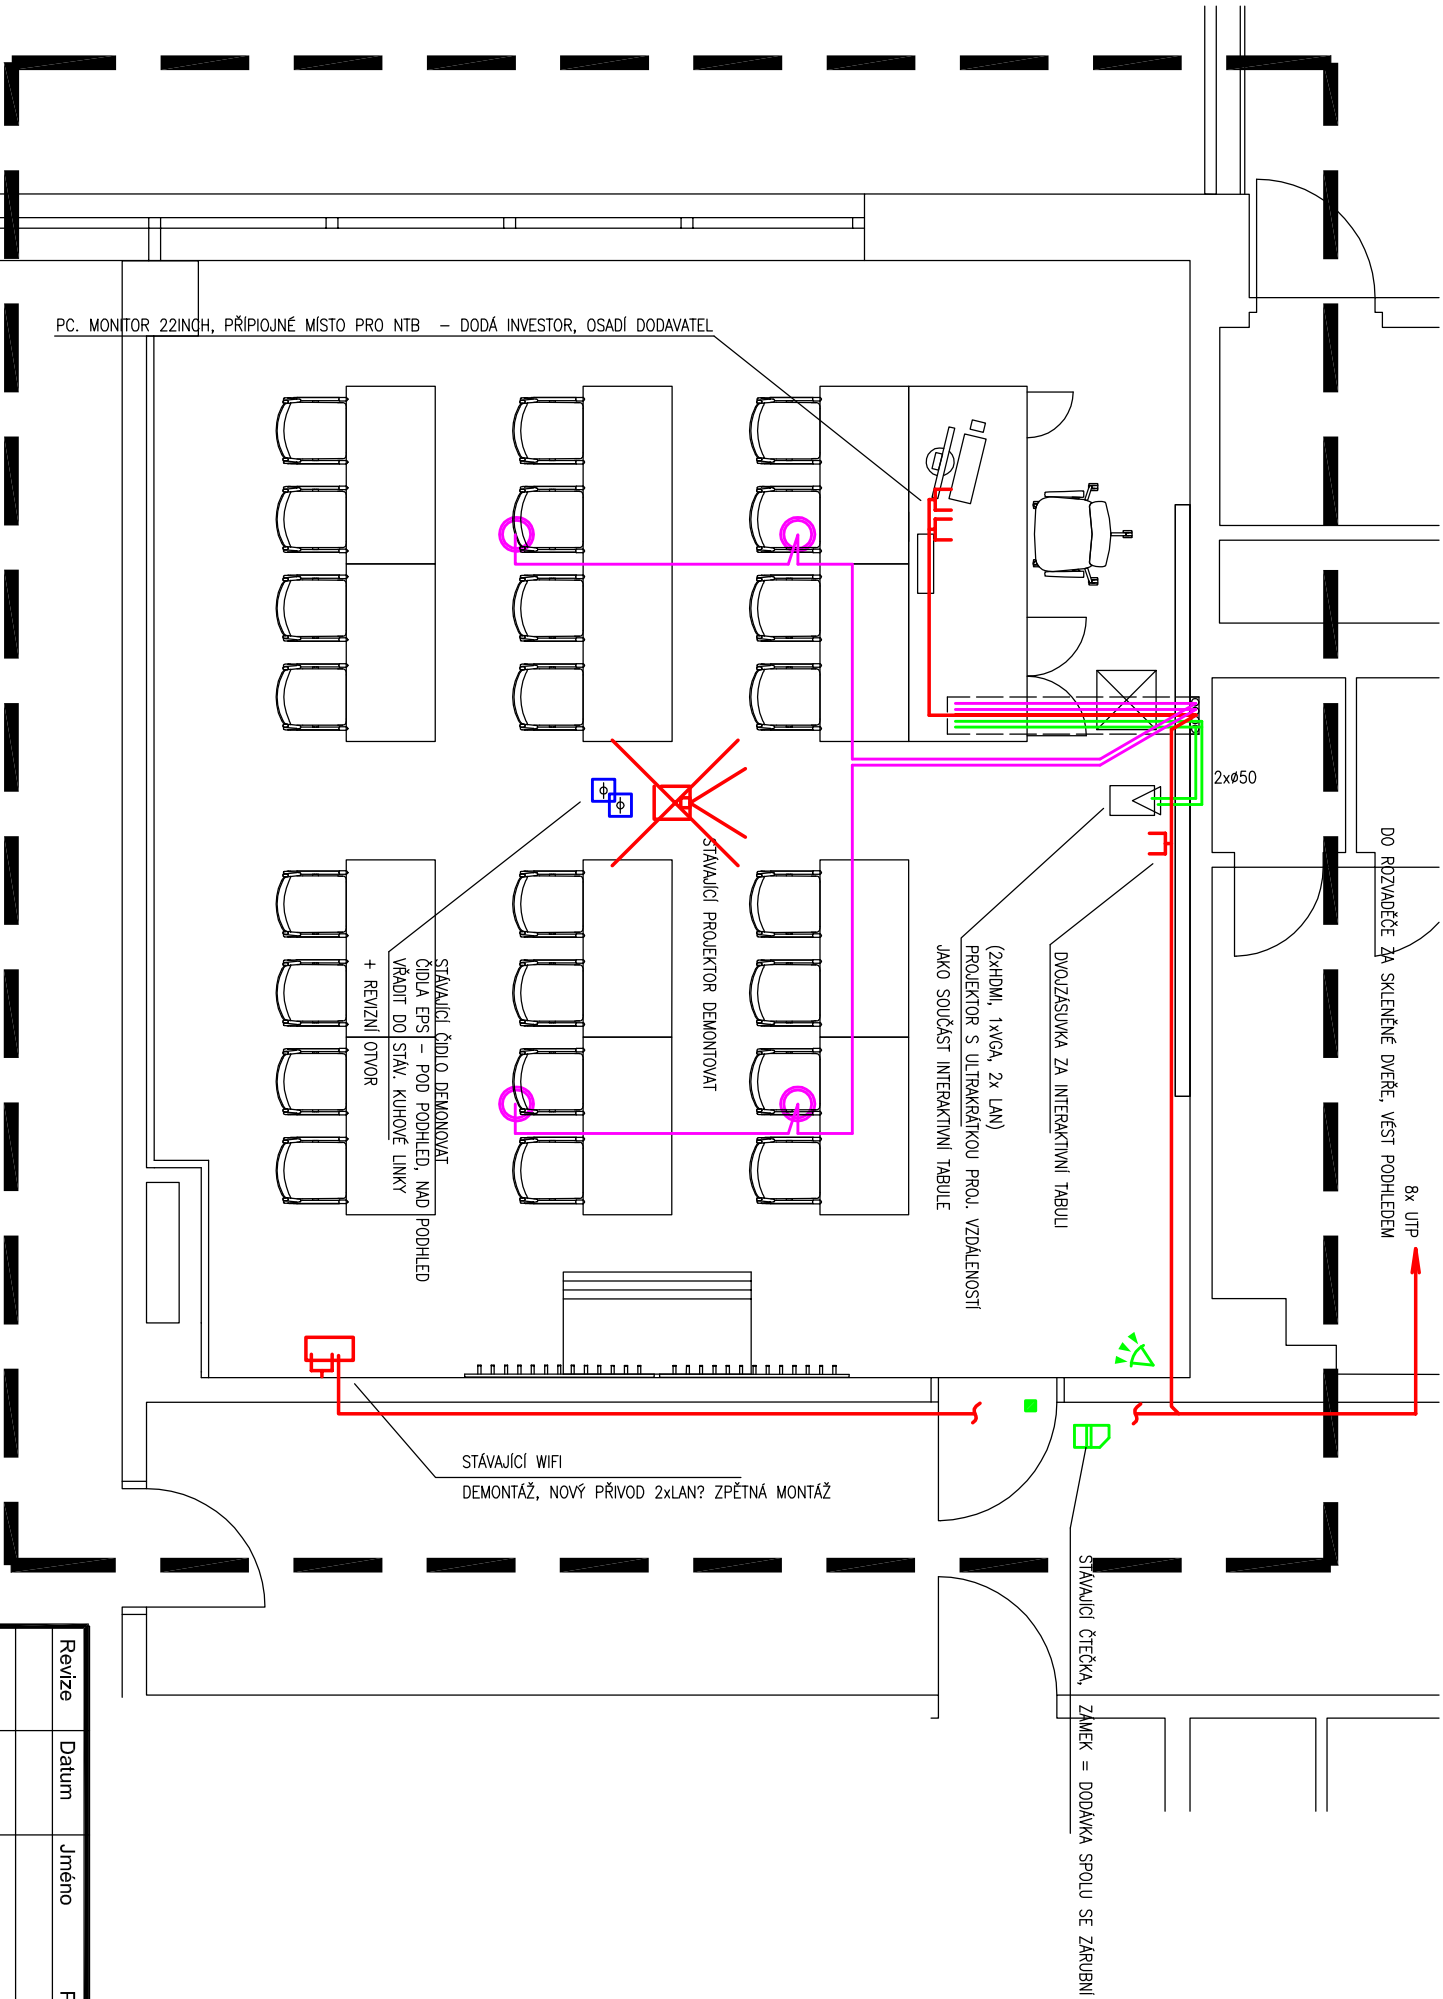 PC. MONITOR 22INCH, PŘÍPIOJNÉ MÍSTO PRO NTB – DODÁ INVESTOR, OSADÍ DODAVATEL
2xø50
DO ROZVADĚČE ZA SKLENĚNÉ DVEŘE, VÉST PODHLEDEM
8x UTP
DVOJZÁSUVKA ZA INTERAKTIVNÍ TABULI
(2xHDMI, 1xVGA, 2x LAN)
PROJEKTOR S ULTRAKRÁTKOU PROJ. VZDÁLENOSTÍ
JAKO SOUČÁST INTERAKTIVNÍ TABULE
STÁVAJÍCÍ PROJEKTOR DEMONTOVAT
STÁVAJÍCÍ ČIDLO DEMONOVAT
ČIDLA EPS – POD PODHLED, NAD PODHLED
VŘADIT DO STÁV. KUHOVÉ LINKY
+ REVIZNÍ OTVOR
STÁVAJÍCÍ WIFI
DEMONTÁŽ, NOVÝ PŘIVOD 2xLAN? ZPĚTNÁ MONTÁŽ
STÁVAJÍCÍ ČTEČKA, ZÁMEK = DODÁVKA SPOLU SE ZÁRUBNÍ
Revize Datum Jméno